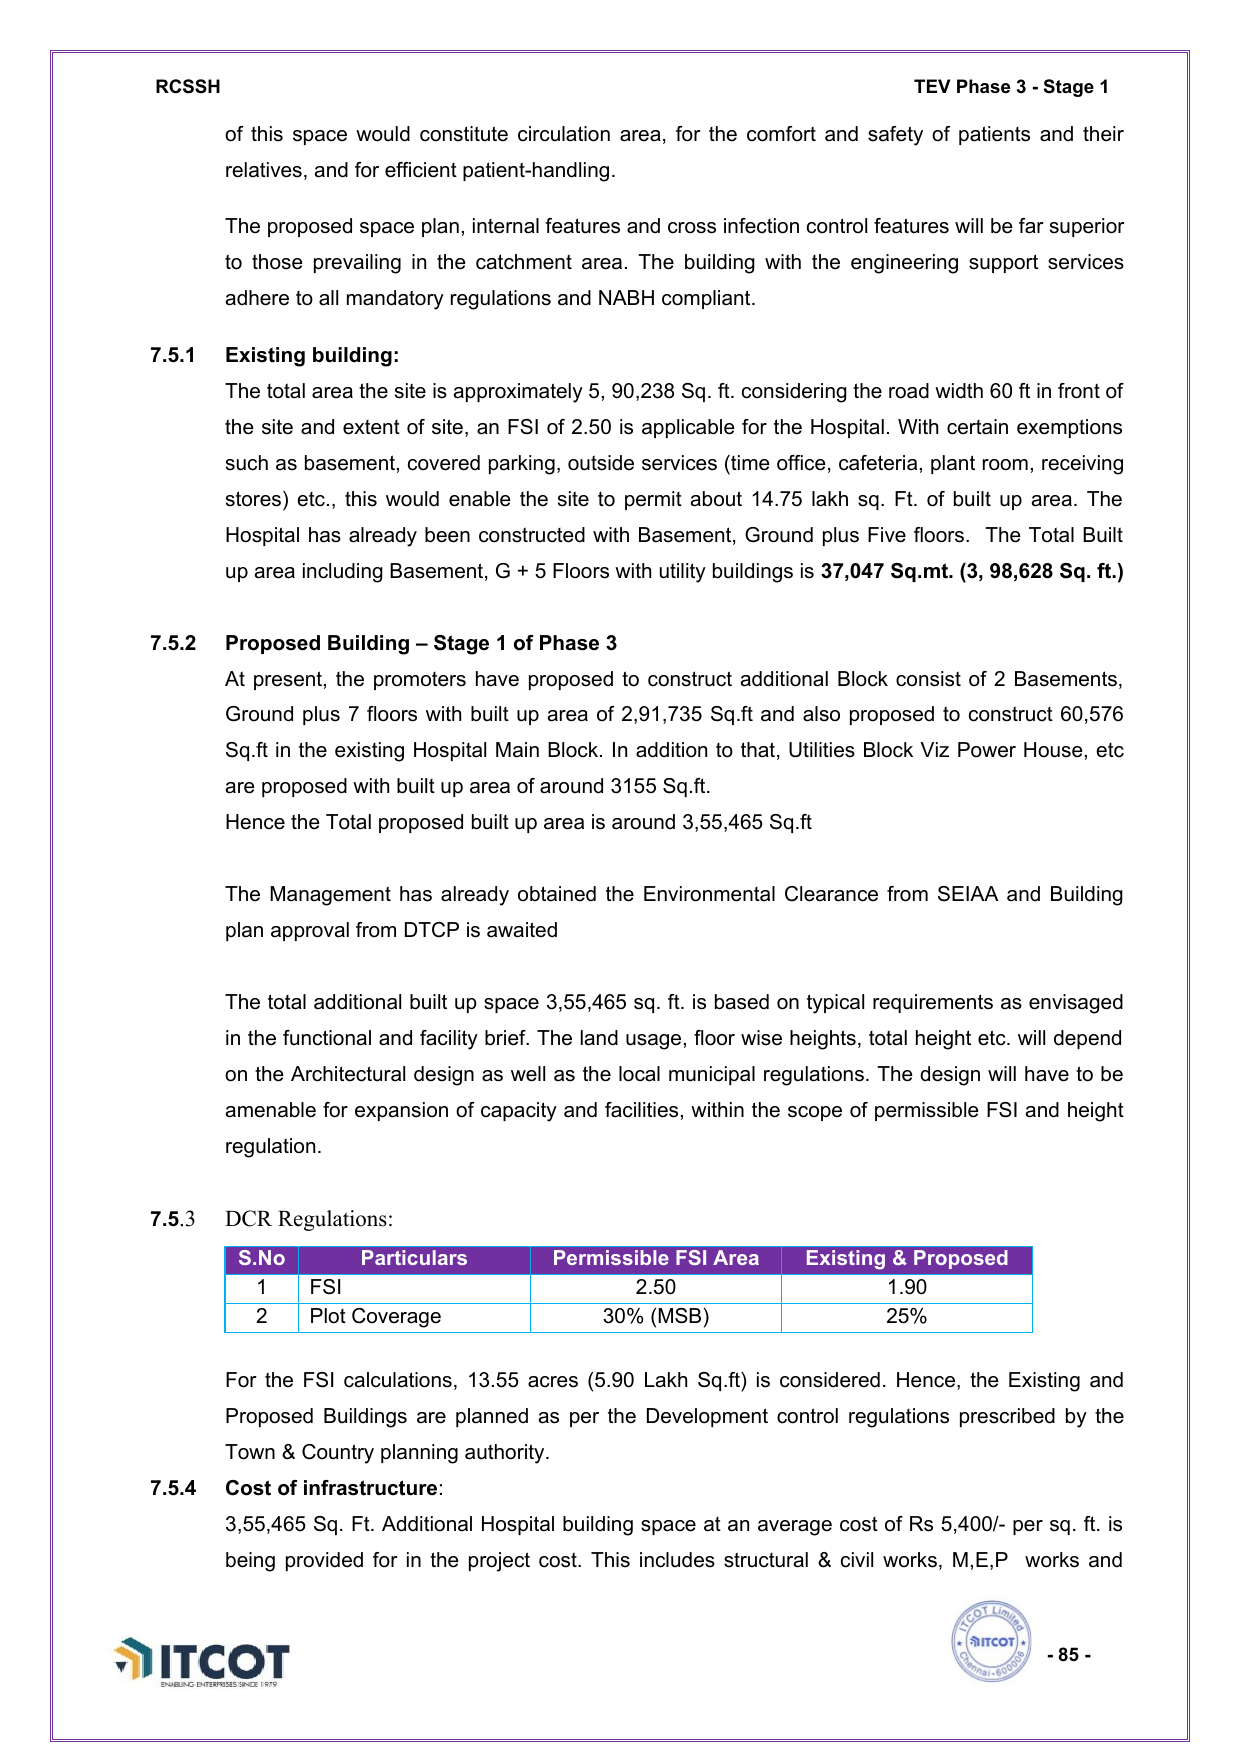 RCSSH TEV Phase 3 - Stage 1
of this space would constitute circulation area, for the comfort and safety of patients and their
relatives, and for efficient patient-handling.
The proposed space plan, internal features and cross infection control features will be far superior
to those prevailing in the catchment area. The building with the engineering support services
adhere to all mandatory regulations and NABH compliant.
7.5.1 Existing building:
The total area the site is approximately 5, 90,238 Sq. ft. considering the road width 60 ft in front of
the site and extent of site, an FSI of 2.50 is applicable for the Hospital. With certain exemptions
such as basement, covered parking, outside services (time office, cafeteria, plant room, receiving
stores) etc., this would enable the site to permit about 14.75 lakh sq. Ft. of built up area. The
Hospital has already been constructed with Basement, Ground plus Five floors. The Total Built
up area including Basement, G + 5 Floors with utility buildings is 37,047 Sq.mt. (3, 98,628 Sq. ft.)
7.5.2 Proposed Building – Stage 1 of Phase 3
At present, the promoters have proposed to construct additional Block consist of 2 Basements,
Ground plus 7 floors with built up area of 2,91,735 Sq.ft and also proposed to construct 60,576
Sq.ft in the existing Hospital Main Block. In addition to that, Utilities Block Viz Power House, etc
are proposed with built up area of around 3155 Sq.ft.
Hence the Total proposed built up area is around 3,55,465 Sq.ft
The Management has already obtained the Environmental Clearance from SEIAA and Building
plan approval from DTCP is awaited
The total additional built up space 3,55,465 sq. ft. is based on typical requirements as envisaged
in the functional and facility brief. The land usage, floor wise heights, total height etc. will depend
on the Architectural design as well as the local municipal regulations. The design will have to be
amenable for expansion of capacity and facilities, within the scope of permissible FSI and height
regulation.
7.5.3 DCR Regulations:
S.No Particulars Permissible FSI Area Existing & Proposed
1 FSI 2.50 1.90
2 Plot Coverage 30% (MSB) 25%
For the FSI calculations, 13.55 acres (5.90 Lakh Sq.ft) is considered. Hence, the Existing and
Proposed Buildings are planned as per the Development control regulations prescribed by the
Town & Country planning authority.
7.5.4 Cost of infrastructure:
3,55,465 Sq. Ft. Additional Hospital building space at an average cost of Rs 5,400/- per sq. ft. is
being provided for in the project cost. This includes structural & civil works, M,E,P works and
ITCOT
ENABLING ENTERPRISES SINCE 1979
ITCOT Limited
ITCOT
Chennai-600006
- 85 -